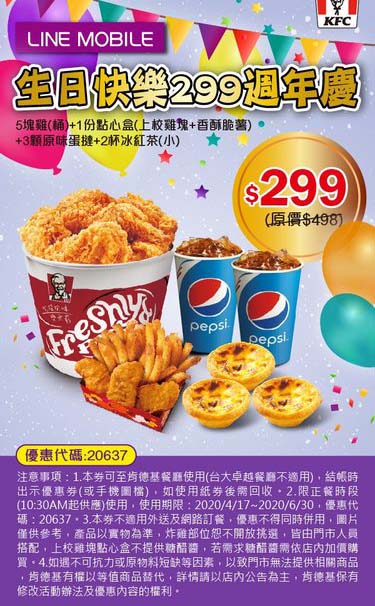 KFC
LINE MOBILE
生日快樂299週年慶
5塊雞(桶)+1份點心盒(上校雞塊+香酥脆薯)
+3顆原味蛋撻+2杯冰紅茶(小)
$299
(原價$498)
Freshly
pepsi
pepsi
優惠代碼:20637
注意事項：1.本券可至肯德基餐廳使用(台大卓越餐廳不適用)，結帳時
出示優惠券(或手機圖檔)，如使用紙券後需回收。2.限正餐時段
(10:30AM起供應)使用，使用期限：2020/4/17~2020/6/30，優惠代
碼：20637。3.本券不適用外送及網路訂餐，優惠不得同時併用，圖片
僅供參考，產品以實物為準，炸雞部位恕不開放挑選，皆由門市人員
搭配，上校雞塊點心盒不提供糖醋醬，若需求糖醋醬需依店內加價購
買。4.如遇不可抗力或原物料短缺等因素，以致門市無法提供相關商品
，肯德基有權以等值商品替代，詳情請以店內公告為主，肯德基保有
修改活動辦法及優惠內容的權利。